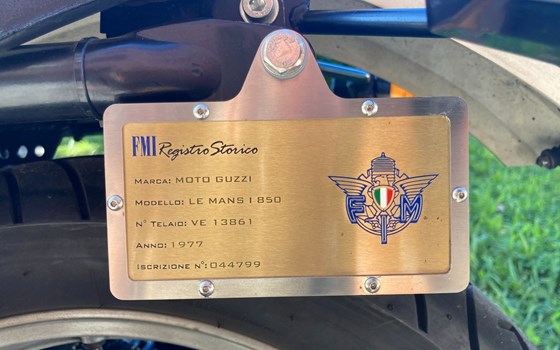 FMI Registro Storico
MARCA: MOTO GUZZI
MODELLO: LE MANS I 850
N° TELAIO: VE 13861
ANNO: 1977
ISCRIZIONE N°: 044799
FMI